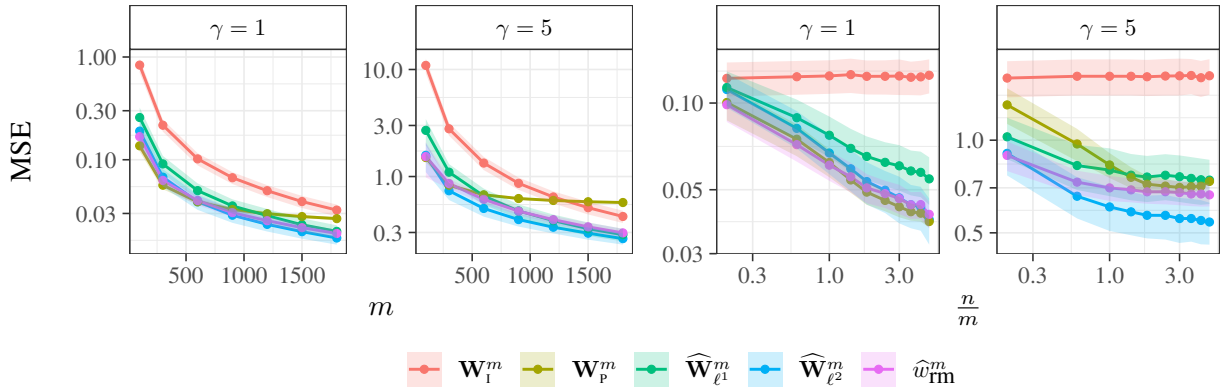 γ = 1 γ = 5 γ = 1 γ = 5
MSE
1.00 0.30 0.10 0.03
10.0 3.0 1.0 0.3
0.10 0.05 0.03
1.0 0.7 0.5
500 1000 1500 500 1000 1500 0.3 1.0 3.0 0.3 1.0 3.0
m n/m
W_I^m W_P^m Ŵ_ℓ¹^m Ŵ_ℓ²^m ŵ_rm^m